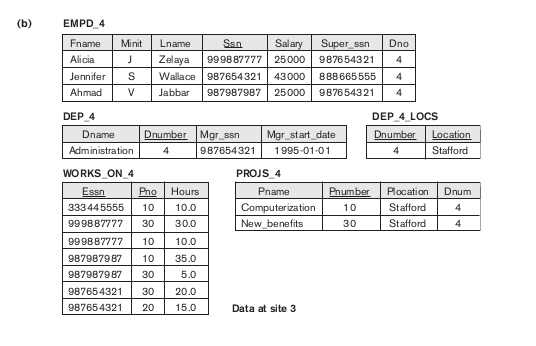 (b) EMPD_4
Fname Minit Lname Ssn Salary Super_ssn Dno
Alicia J Zelaya 999887777 25000 987654321 4
Jennifer S Wallace 987654321 43000 888665555 4
Ahmad V Jabbar 987987987 25000 987654321 4
DEP_4 DEP_4_LOCS
Dname Dnumber Mgr_ssn Mgr_start_date Dnumber Location
Administration 4 987654321 1995-01-01 4 Stafford
WORKS_ON_4 PROJS_4
Essn Pno Hours Pname Pnumber Plocation Dnum
333445555 10 10.0 Computerization 10 Stafford 4
999887777 30 30.0 New_benefits 30 Stafford 4
999887777 10 10.0
987987987 10 35.0
987987987 30 5.0
987654321 30 20.0
987654321 20 15.0 Data at site 3